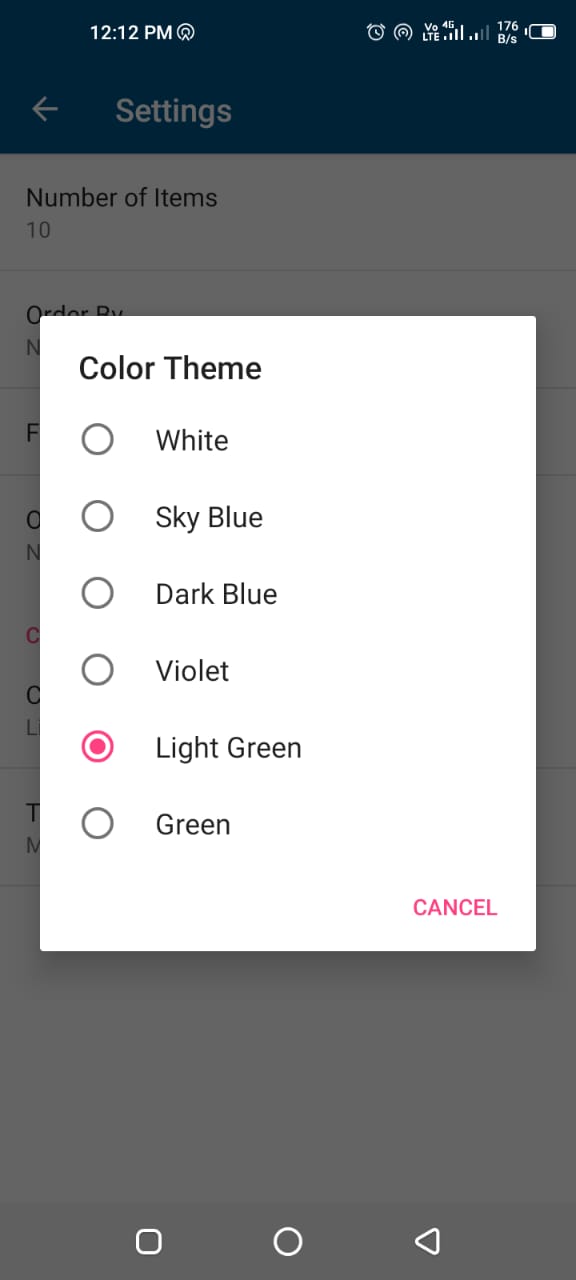 12:12 PM
Vo 4G
LTE
176
B/s
Settings
Number of Items
10
Order By
Color Theme
White
Sky Blue
Dark Blue
Violet
Light Green
Green
CANCEL